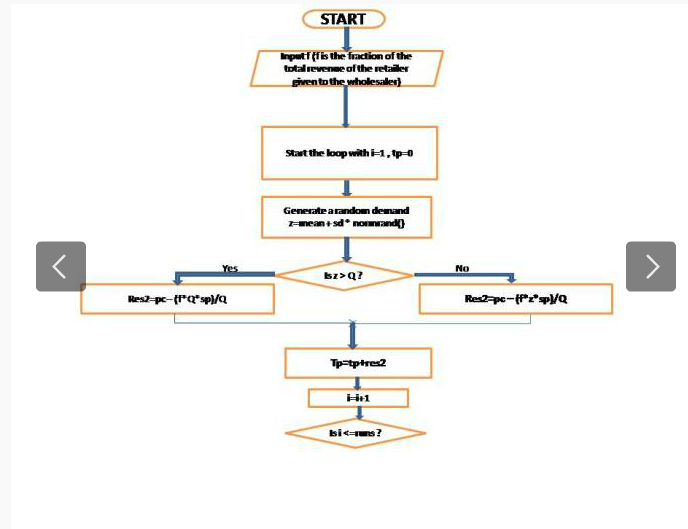 START
Input f (f is the fraction of the
total revenue of the retailer
given to the wholesaler)
Start the loop with i=1 , tp=0
Generate a random demand
z=mean + sd * normrand()
Yes
Is z > Q ?
No
Res2=pc-(f*Q*sp)/Q
Res2=pc-(f*z*sp)/Q
Tp=tp+res2
i=i+1
Is i <=runs ?